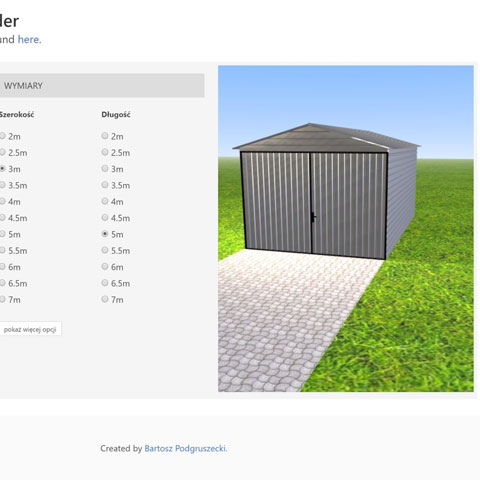 der
und here.
WYMIARY
Szerokość
Długość
2m
2m
2.5m
2.5m
3m
3m
3.5m
3.5m
4m
4m
4.5m
4.5m
5m
5m
5.5m
5.5m
6m
6m
6.5m
6.5m
7m
7m
pokaż więcej opcji
Created by Bartosz Podgruszecki.